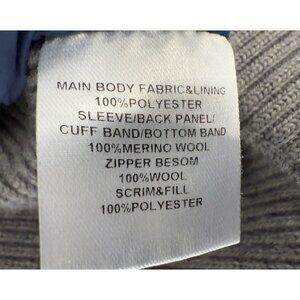 MAIN BODY FABRIC&LINING
100%POLYESTER
SLEEVE/BACK PANEL/
CUFF BAND/BOTTOM BAND
100%MERINO WOOL
ZIPPER BESOM
100%WOOL
SCRIM&FILL
100%POLYESTER